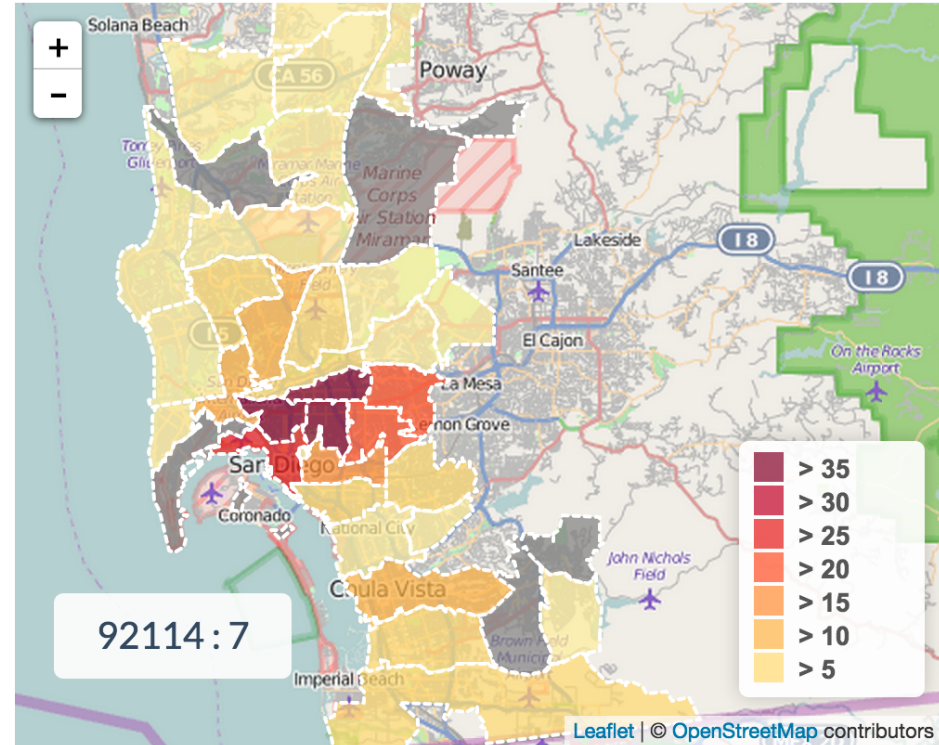 Solana Beach
+
-
CA 56
Poway
Marine
Corps
Air Station
Miramar
Lakeside
18
Santee
18
El Cajon
On the Rocks
Airport
La Mesa
San Diego
Coronado
National City
> 35
> 30
> 25
> 20
> 15
> 10
> 5
John Nichols
Field
Chula Vista
92114 : 7
Imperial Beach
Leaflet | © OpenStreetMap contributors